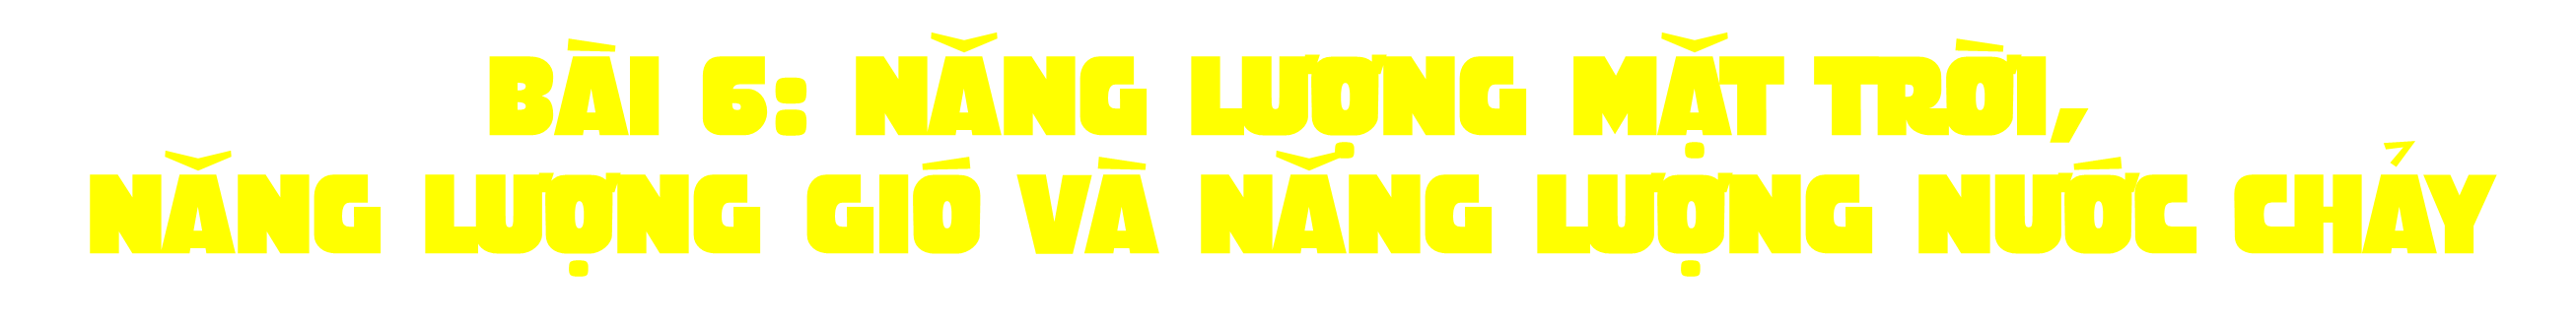 BÀI 6: NĂNG LƯỢNG MẶT TRỜI,
NĂNG LƯỢNG GIÓ VÀ NĂNG LƯỢNG NƯỚC CHẢY